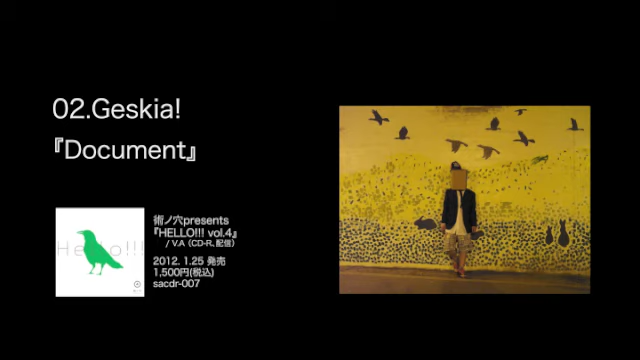 02.Geskia!
『Document』
Hello!!!
術ノ穴presents
『HELLO!!! vol.4』
/ V.A（CD-R、配信）
2012. 1.25 発売
1,500円(税込)
sacdr-007